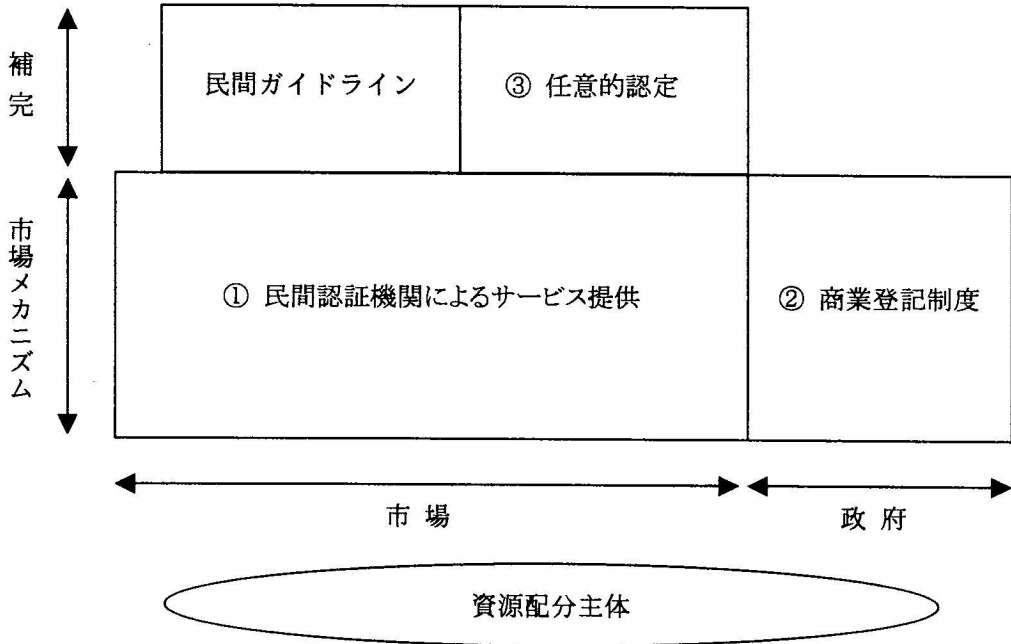 補完
民間ガイドライン
③ 任意的認定
市場メカニズム
① 民間認証機関によるサービス提供
② 商業登記制度
市 場
政 府
資源配分主体